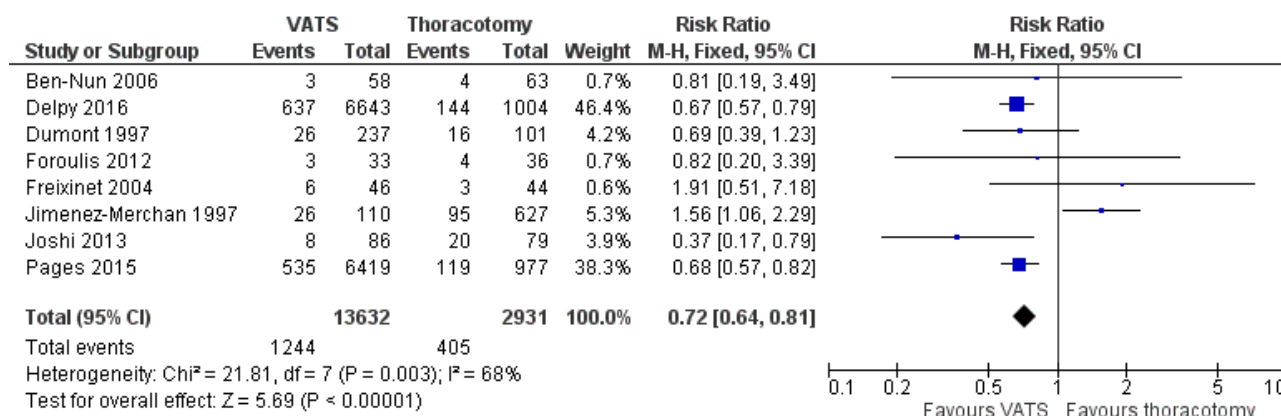 VATS Thoracotomy Risk Ratio Risk Ratio
Study or Subgroup Events Total Events Total Weight M-H, Fixed, 95% CI M-H, Fixed, 95% CI
Ben-Nun 2006 3 58 4 63 0.7% 0.81 [0.19, 3.49]
Delpy 2016 637 6643 144 1004 46.4% 0.67 [0.57, 0.79]
Dumont 1997 26 237 16 101 4.2% 0.69 [0.39, 1.23]
Foroulis 2012 3 33 4 36 0.7% 0.82 [0.20, 3.39]
Freixinet 2004 6 46 3 44 0.6% 1.91 [0.51, 7.18]
Jimenez-Merchan 1997 26 110 95 627 5.3% 1.56 [1.06, 2.29]
Joshi 2013 8 86 20 79 3.9% 0.37 [0.17, 0.79]
Pages 2015 535 6419 119 977 38.3% 0.68 [0.57, 0.82]
Total (95% CI) 13632 2931 100.0% 0.72 [0.64, 0.81]
Total events 1244 405
Heterogeneity: Chi² = 21.81, df = 7 (P = 0.003); I² = 68%
Test for overall effect: Z = 5.69 (P < 0.00001)
0.1 0.2 0.5 1 2 5 10
Favours VATS Favours thoracotomy